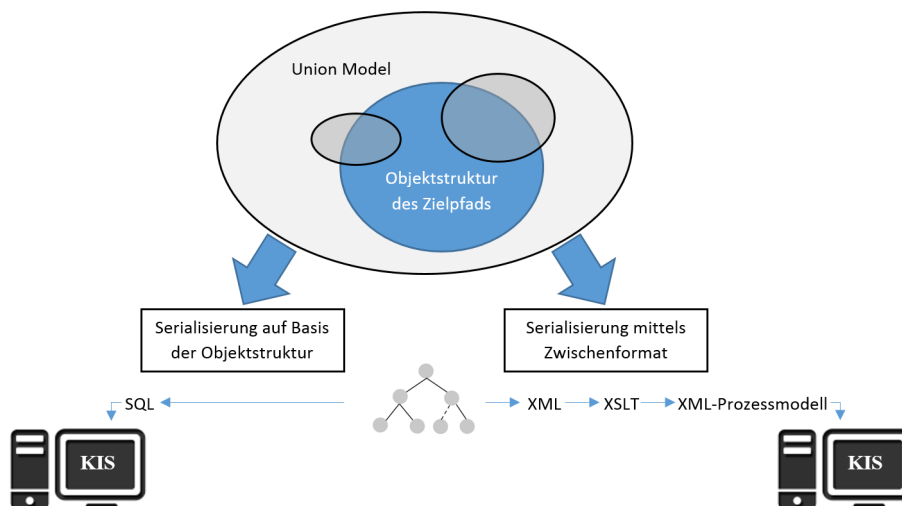 Union Model
Objektstruktur
des Zielpfads
Serialisierung auf Basis
der Objektstruktur
Serialisierung mittels
Zwischenformat
SQL
XML
XSLT
XML-Prozessmodell
KIS
KIS